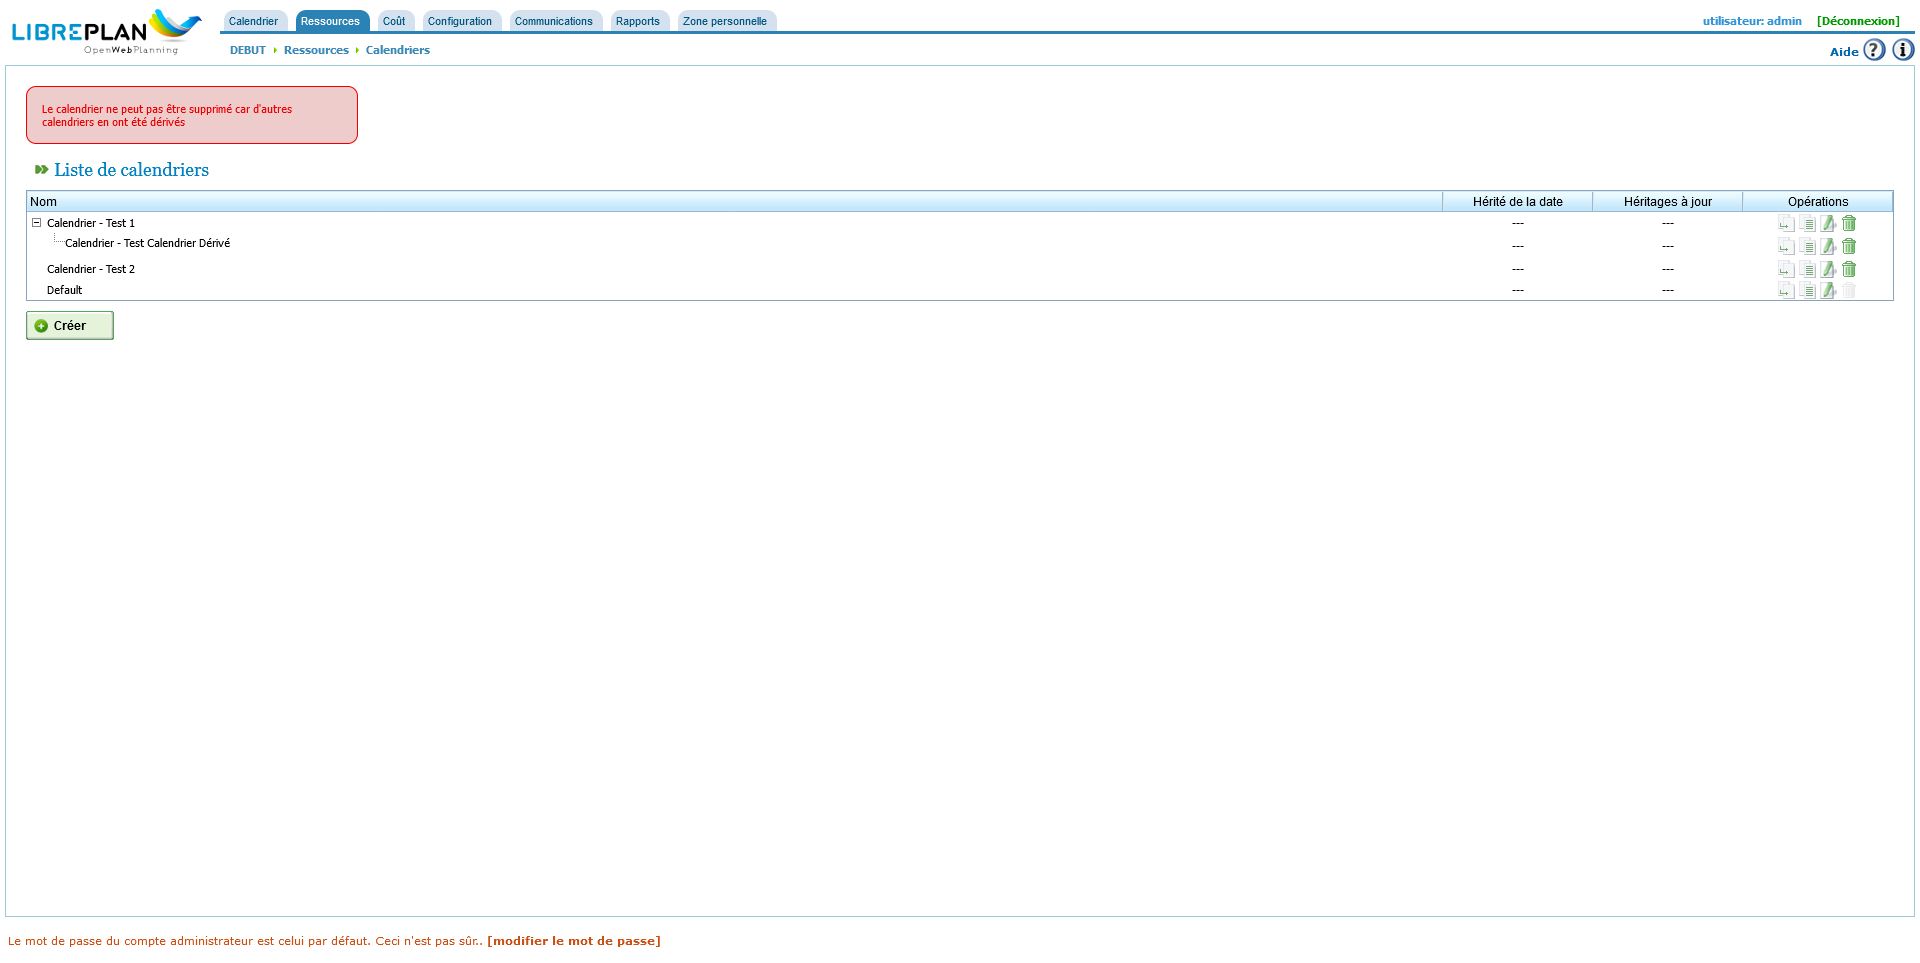 LIBREPLAN
OpenWebPlanning
Calendrier Ressources Coût Configuration Communications Rapports Zone personnelle
utilisateur: admin [Déconnexion]
DEBUT Ressources Calendriers
Aide ? i
Le calendrier ne peut pas être supprimé car d'autres
calendriers en ont été dérivés
Liste de calendriers
Nom Hérité de la date Héritages à jour Opérations
Calendrier - Test 1 --- ---
Calendrier - Test Calendrier Dérivé --- ---
Calendrier - Test 2 --- ---
Default --- ---
Créer
Le mot de passe du compte administrateur est celui par défaut. Ceci n'est pas sûr.. [modifier le mot de passe]